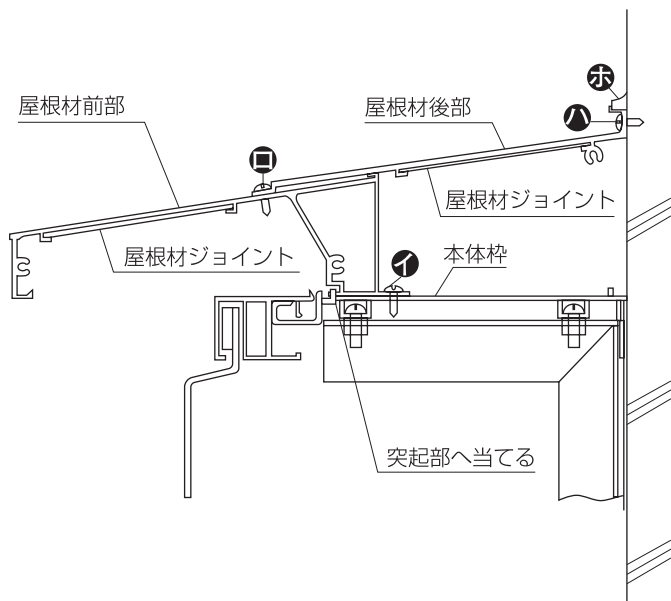 ホ
屋根材前部
屋根材後部
ハ
ロ
屋根材ジョイント
屋根材ジョイント
イ
本体枠
突起部へ当てる